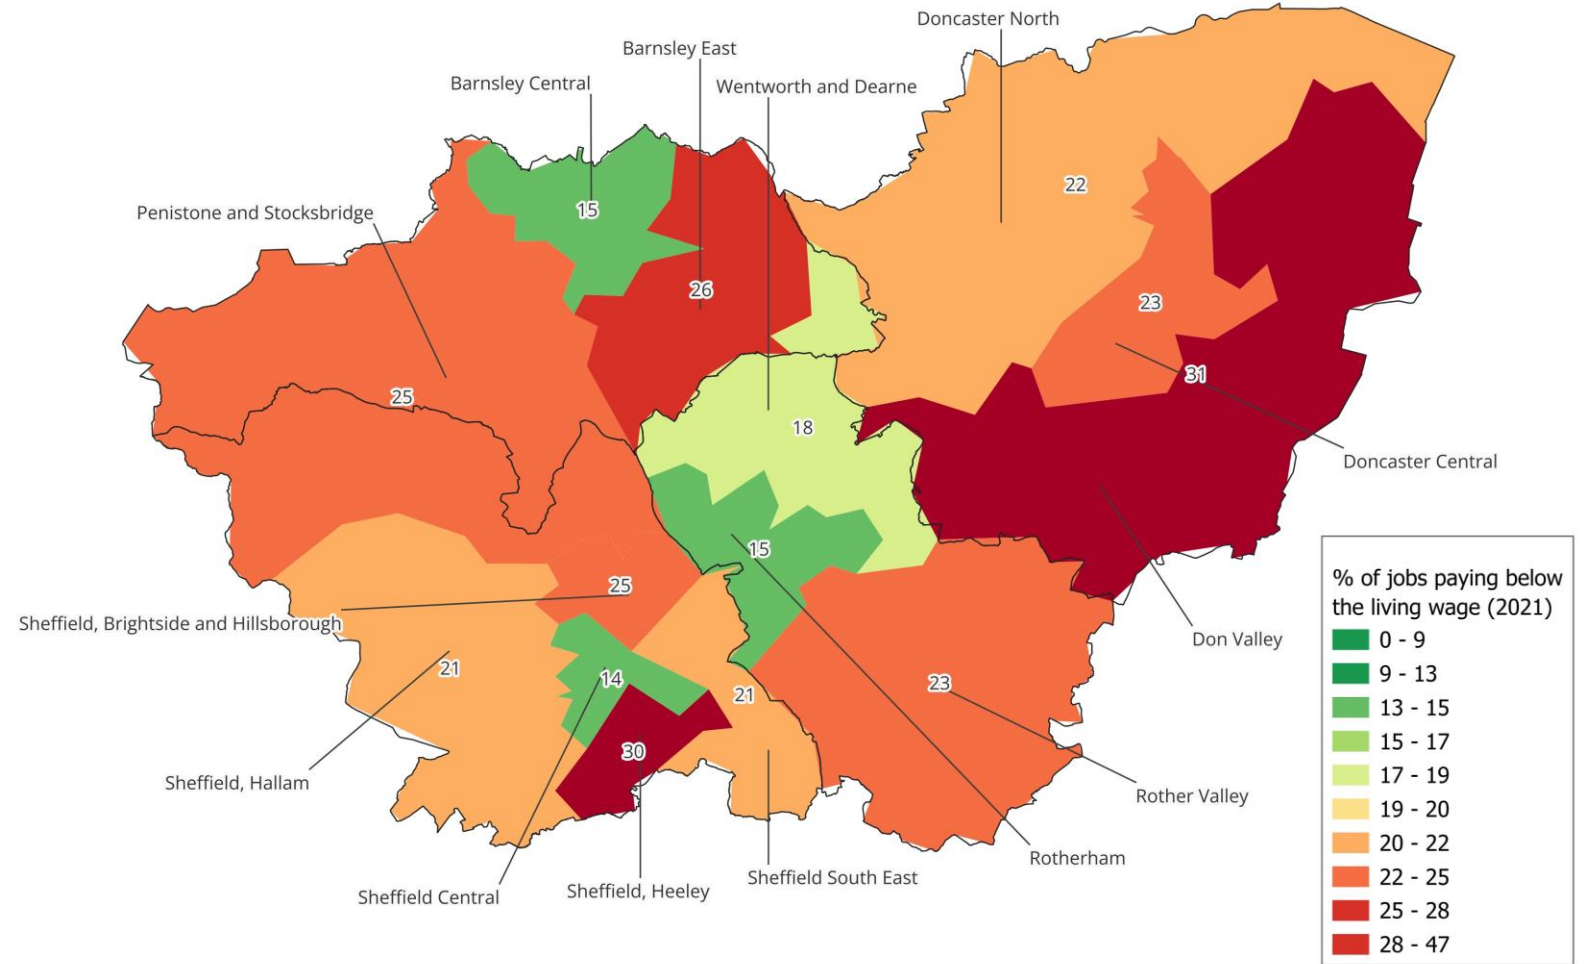 Doncaster North
Barnsley East
Barnsley Central
Wentworth and Dearne
22
15
Penistone and Stocksbridge
26
23
31
25
18
Doncaster Central
15
% of jobs paying below
the living wage (2021)
25
Sheffield, Brightside and Hillsborough
0 - 9
Don Valley
21
9 - 13
14
23
21
13 - 15
15 - 17
30
17 - 19
Sheffield, Hallam
Rother Valley
19 - 20
20 - 22
Rotherham
Sheffield South East
22 - 25
Sheffield, Heeley
Sheffield Central
25 - 28
28 - 47